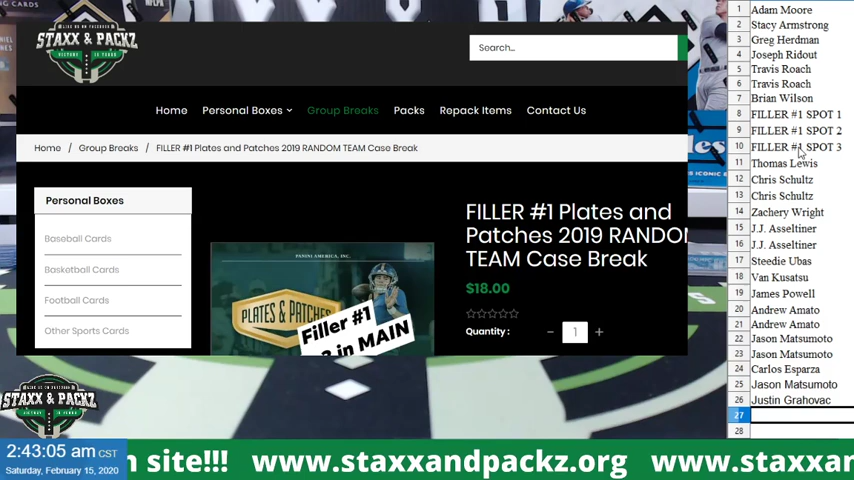 STAXX & PACKZ
Search...
Home
Personal Boxes
Group Breaks
Packs
Repack Items
Contact Us
Home / Group Breaks / FILLER #1 Plates and Patches 2019 RANDOM TEAM Case Break
Personal Boxes
Baseball Cards
Basketball Cards
Football Cards
Other Sports Cards
PANINI AMERICA, INC.
PLATES & PATCHES
Filler #1
in MAIN
FILLER #1 Plates and
Patches 2019 RANDOM
TEAM Case Break
$18.00
Quantity :
- 1 +
1 Adam Moore
2 Stacy Armstrong
3 Greg Herdman
4 Joseph Ridout
5 Travis Roach
6 Travis Roach
7 Brian Wilson
8 FILLER #1 SPOT 1
9 FILLER #1 SPOT 2
10 FILLER #1 SPOT 3
11 Thomas Lewis
12 Chris Schultz
13 Chris Schultz
14 Zachery Wright
15 J.J. Asseltiner
16 J.J. Asseltiner
17 Steedie Ubas
18 Van Kusatsu
19 James Powell
20 Andrew Amato
21 Andrew Amato
22 Jason Matsumoto
23 Jason Matsumoto
24 Carlos Esparza
25 Jason Matsumoto
26 Justin Grahovac
27
28
STAXX & PACKZ
2:43:05 am CST
Saturday, February 15, 2020
n site!!! www.staxxandpackz.org www.staxxan